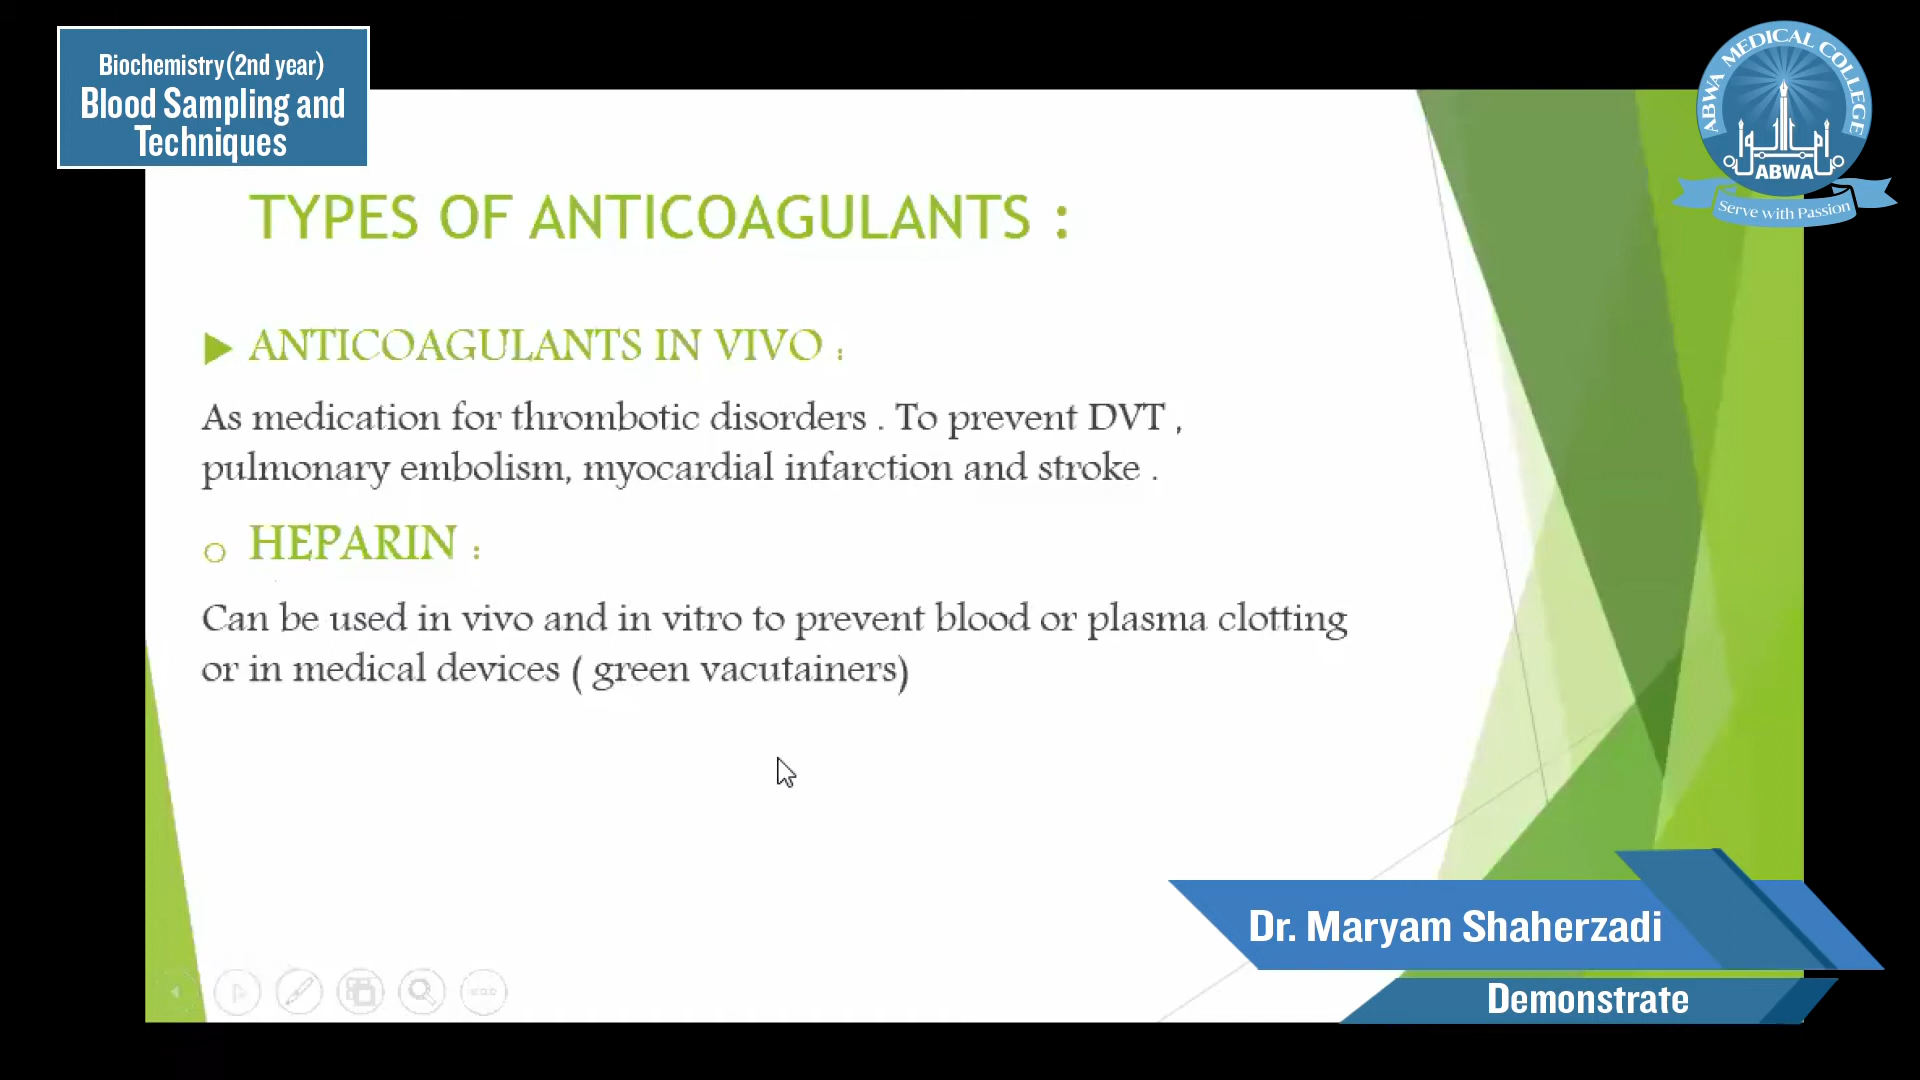 Biochemistry(2nd year)
Blood Sampling and
Techniques
ABWA MEDICAL COLLEGE
ABWA
Serve with Passion
TYPES OF ANTICOAGULANTS :
ANTICOAGULANTS IN VIVO :
As medication for thrombotic disorders . To prevent DVT ,
pulmonary embolism, myocardial infarction and stroke .
HEPARIN :
Can be used in vivo and in vitro to prevent blood or plasma clotting
or in medical devices ( green vacutainers)
Dr. Maryam Shaherzadi
Demonstrate